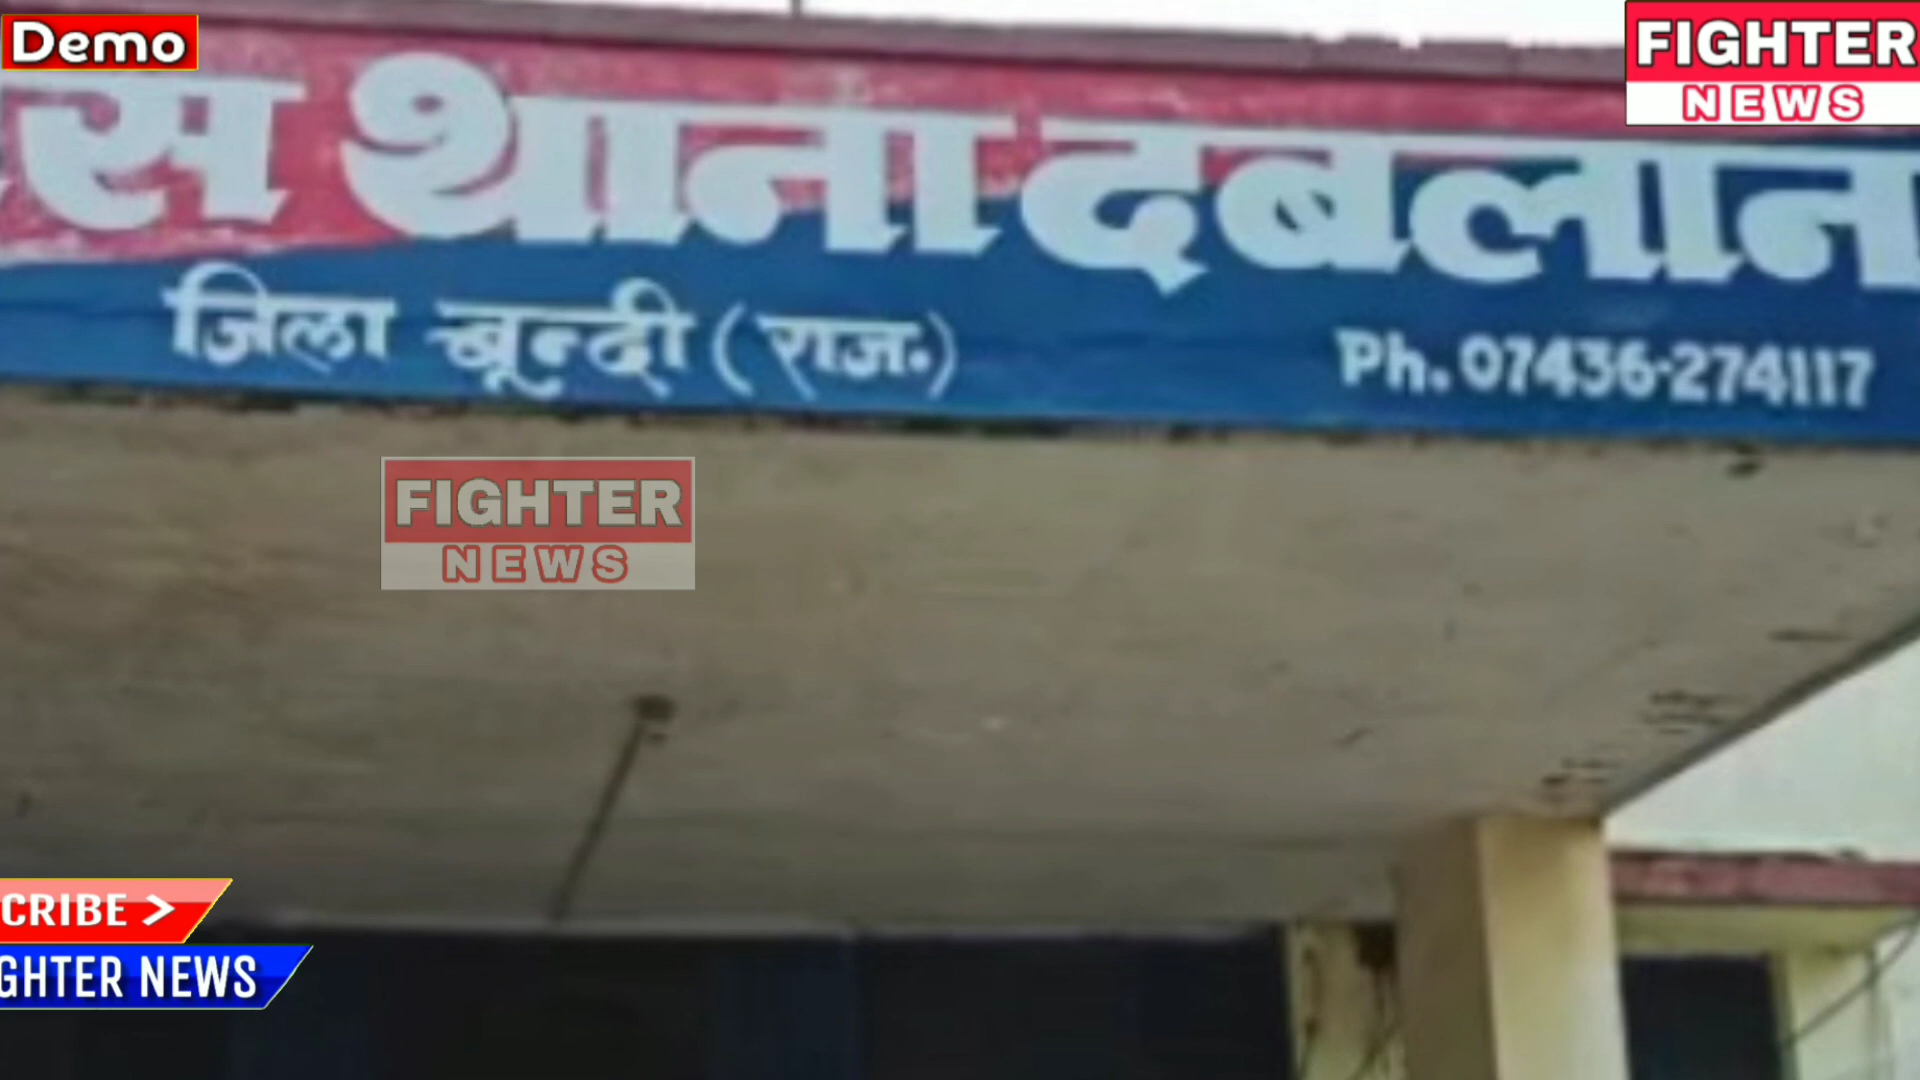 Demo
FIGHTER
NEWS
स थाना दबलान
जिला बून्दी (राज.)
Ph. 07436-274117
FIGHTER
NEWS
CRIBE >
GHTER NEWS